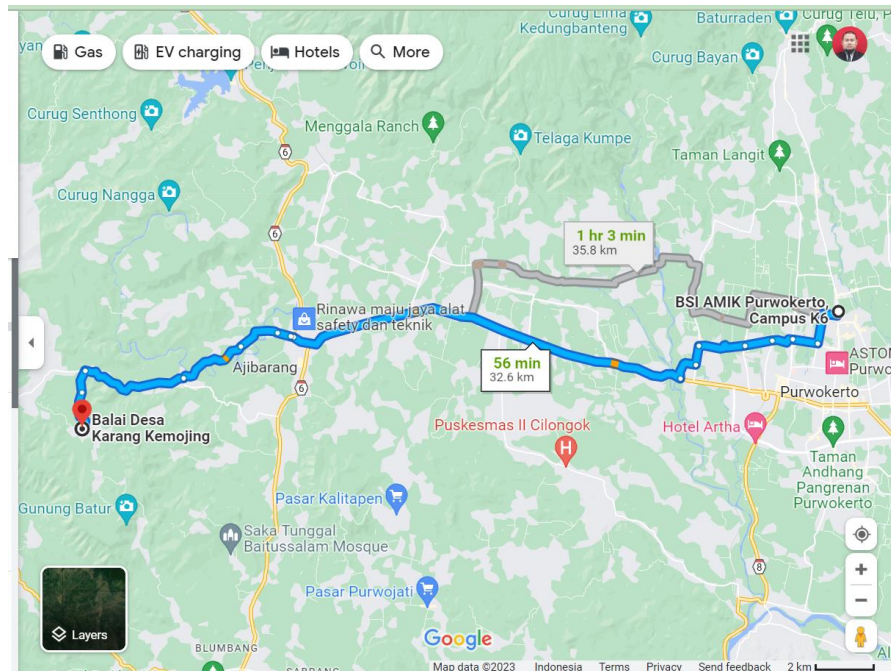 Curug Lima
Kedungbanteng
Baturraden
Curug Telu, P
Gas
EV charging
Hotels
More
Curug Bayan
Curug Senthong
Menggala Ranch
Telaga Kumpe
Taman Langit
6
Curug Nangga
6
1 hr 3 min
35.8 km
BSI AMIK Purwokerto,
Campus K6
Rinawa maju jaya alat
safety dan teknik
56 min
32.6 km
ASTON
Purwo
Ajibarang
6
Purwokerto
Balai Desa
Karang Kemojing
Puskesmas II Cilongok
H
Hotel Artha
Taman
Andhang
Pangrenan
Purwokerto
Pasar Kalitapen
Gunung Batur
Saka Tunggal
Baitussalam Mosque
8
Pasar Purwojati
Layers
Google
BLUMBANG
Map data ©2023
Indonesia
Terms
Privacy
Send feedback
2 km